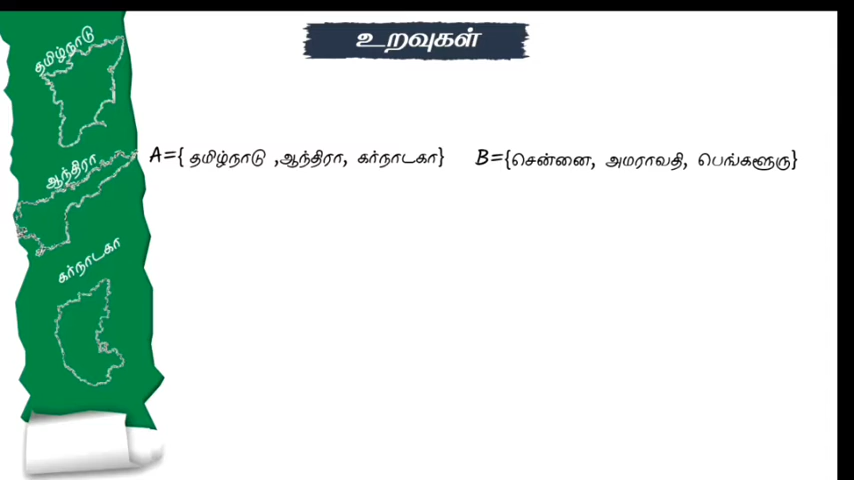 உறவுகள்
தமிழ்நாடு
ஆந்திரா
கர்நாடகா
A={ தமிழ்நாடு ,ஆந்திரா, கர்நாடகா} B={சென்னை, அமராவதி, பெங்களூரு}